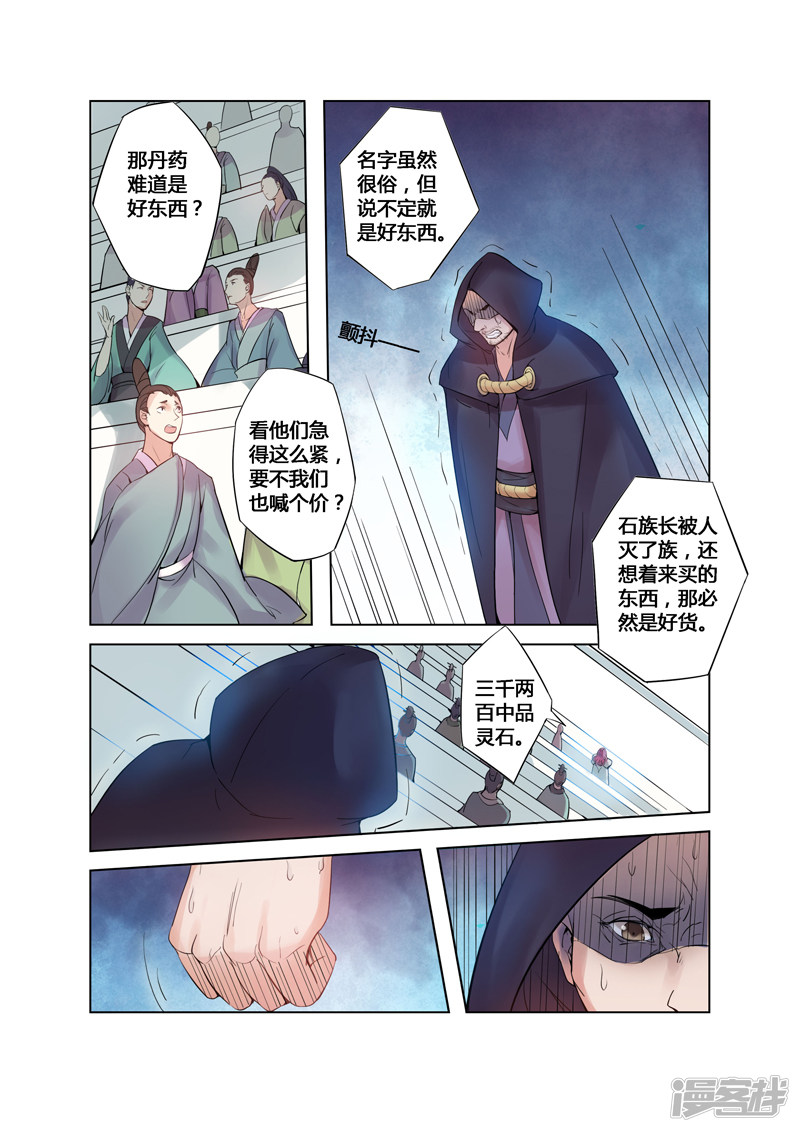 那丹药
难道是
好东西？
名字虽然
很俗，但
说不定就
是好东西。
颤抖——
看他们急
得这么紧，
要不我们
也喊个价？
石族长被人
灭了族，还
想着来买的
东西，那必
然是好货。
三千两
百中品
灵石。
漫客栈